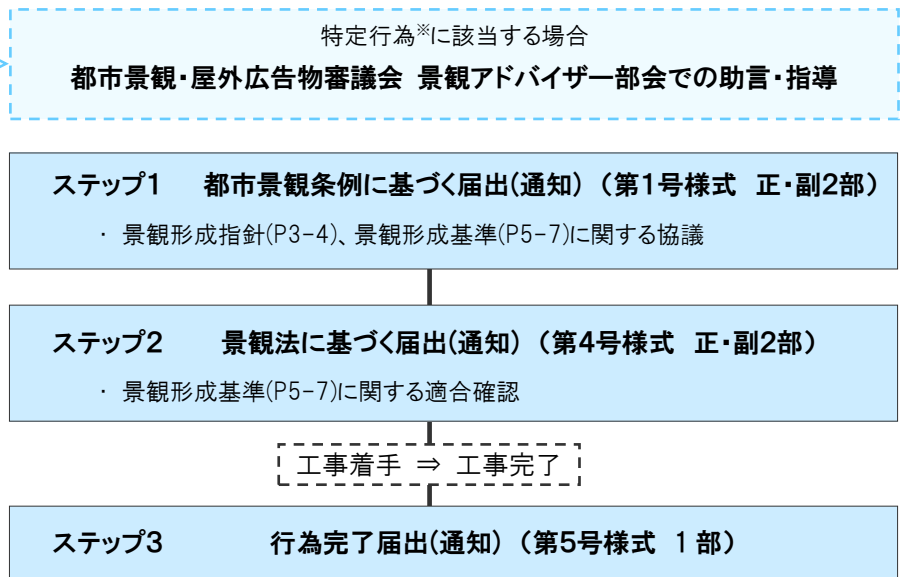 特定行為※に該当する場合
都市景観・屋外広告物審議会 景観アドバイザー部会での助言・指導
ステップ1 都市景観条例に基づく届出(通知) (第1号様式 正・副2部)
・ 景観形成指針(P3-4)、景観形成基準(P5-7)に関する協議
ステップ2 景観法に基づく届出(通知) (第4号様式 正・副2部)
・ 景観形成基準(P5-7)に関する適合確認
工事着手 ⇒ 工事完了
ステップ3 行為完了届出(通知) (第5号様式 1部)